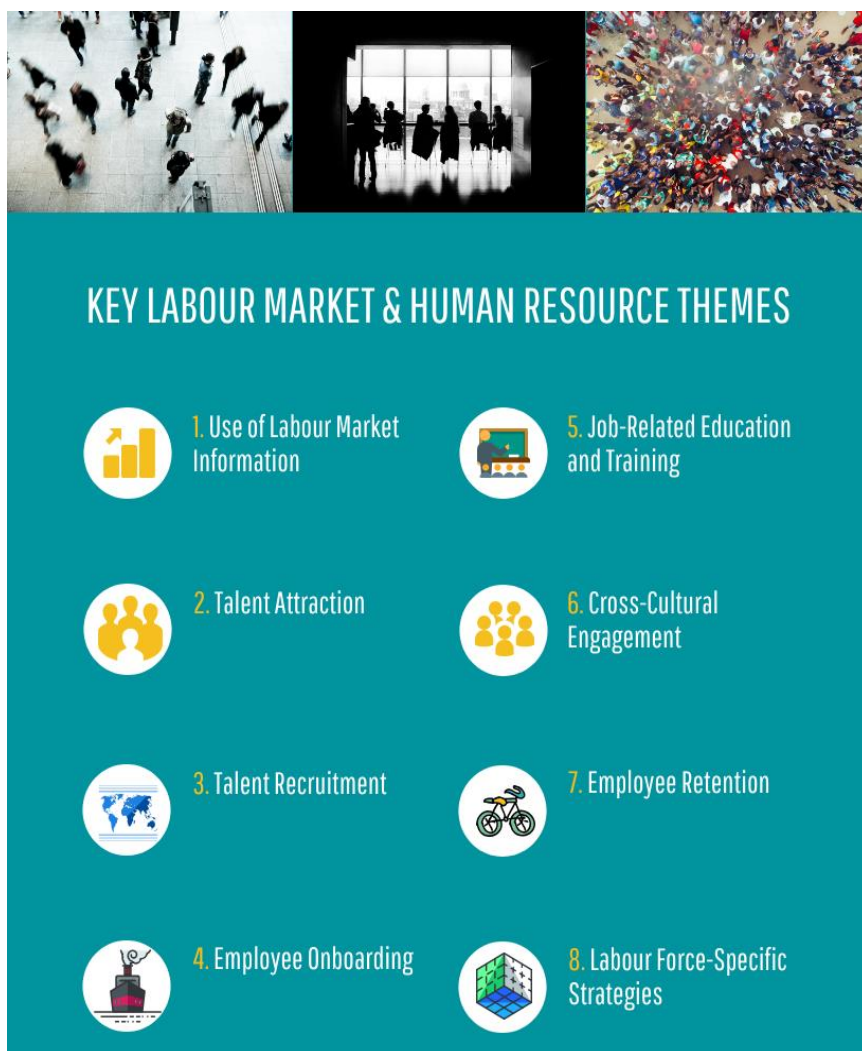 KEY LABOUR MARKET & HUMAN RESOURCE THEMES
1. Use of Labour Market
Information
2. Talent Attraction
3. Talent Recruitment
4. Employee Onboarding
5. Job-Related Education
and Training
6. Cross-Cultural
Engagement
7. Employee Retention
8. Labour Force-Specific
Strategies